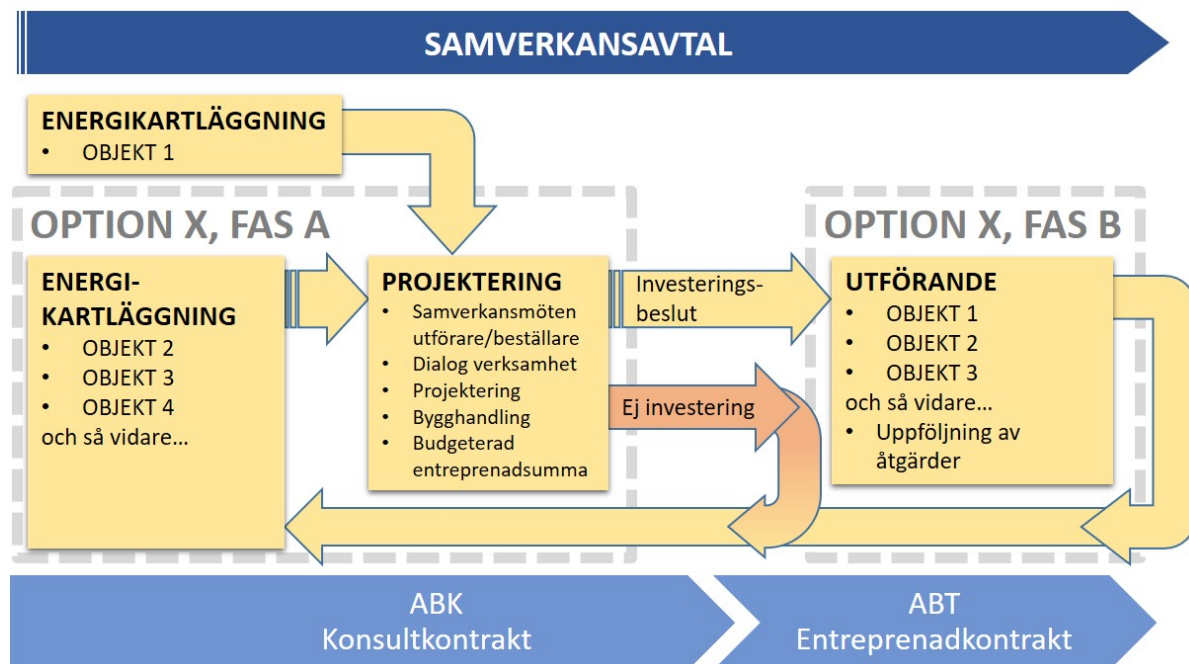 SAMVERKANSAVTAL
ENERGIKARTLÄGGNING
• OBJEKT 1
OPTION X, FAS A
ENERGI-
KARTLÄGGNING
• OBJEKT 2
• OBJEKT 3
• OBJEKT 4
och så vidare...
PROJEKTERING
• Samverkansmöten
utförare/beställare
• Dialog verksamhet
• Projektering
• Bygghandling
• Budgeterad
entreprenadsumma
Investerings-
beslut
Ej investering
OPTION X, FAS B
UTFÖRANDE
• OBJEKT 1
• OBJEKT 2
• OBJEKT 3
och så vidare...
• Uppföljning av
åtgärder
ABK
Konsultkontrakt
ABT
Entreprenadkontrakt